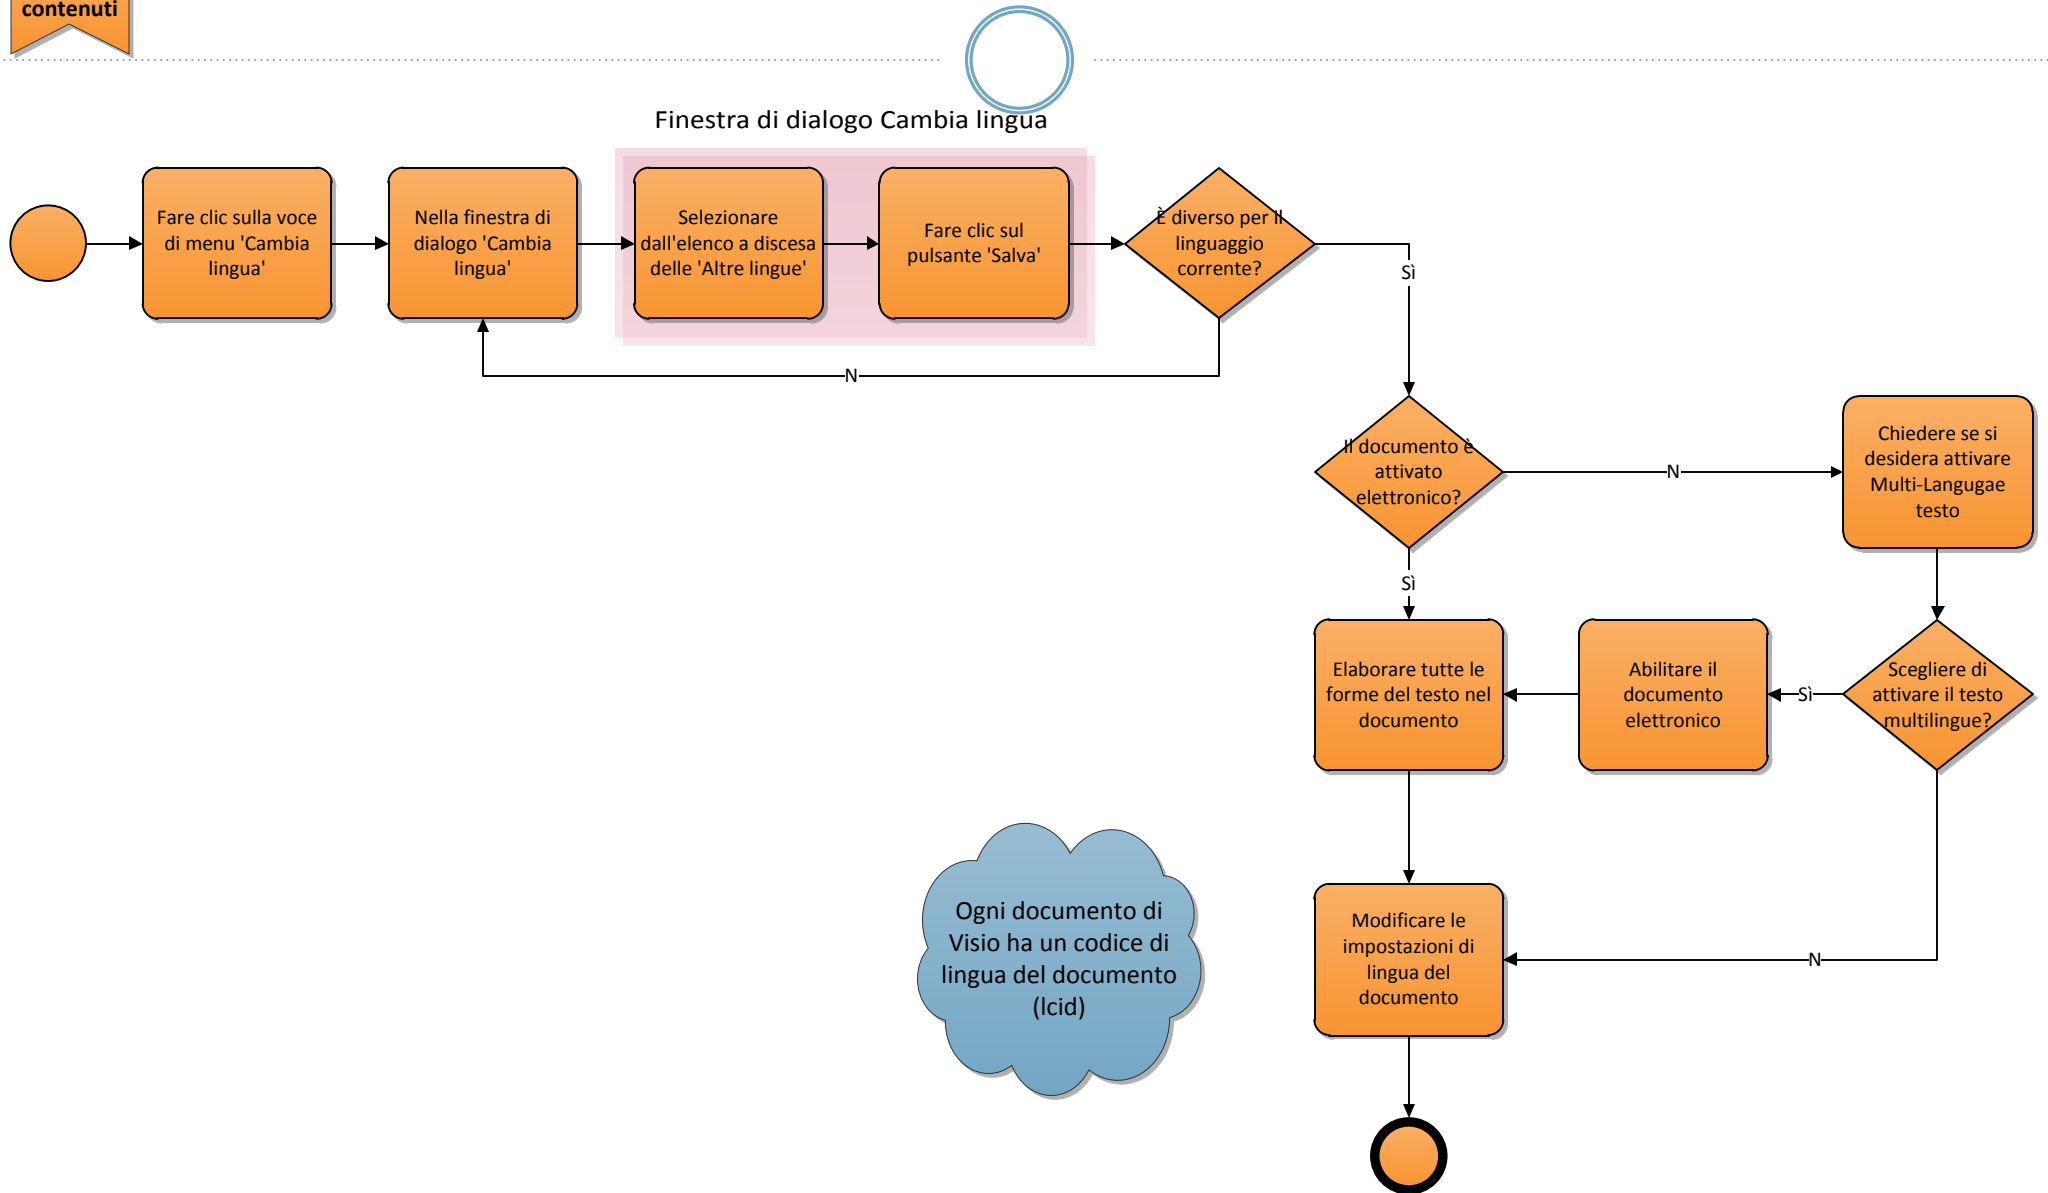 contenuti
Finestra di dialogo Cambia lingua
Fare clic sulla voce
di menu 'Cambia
lingua'
Nella finestra di
dialogo 'Cambia
lingua'
Selezionare
dall'elenco a discesa
delle 'Altre lingue'
Fare clic sul
pulsante 'Salva'
È diverso per il
linguaggio
corrente?
Sì
N
Il documento è
attivato
elettronico?
N
Chiedere se si
desidera attivare
Multi-Langugae
testo
Sì
Elaborare tutte le
forme del testo nel
documento
Abilitare il
documento
elettronico
Sì
Scegliere di
attivare il testo
multilingue?
Ogni documento di
Visio ha un codice di
lingua del documento
(lcid)
Modificare le
impostazioni di
lingua del
documento
N